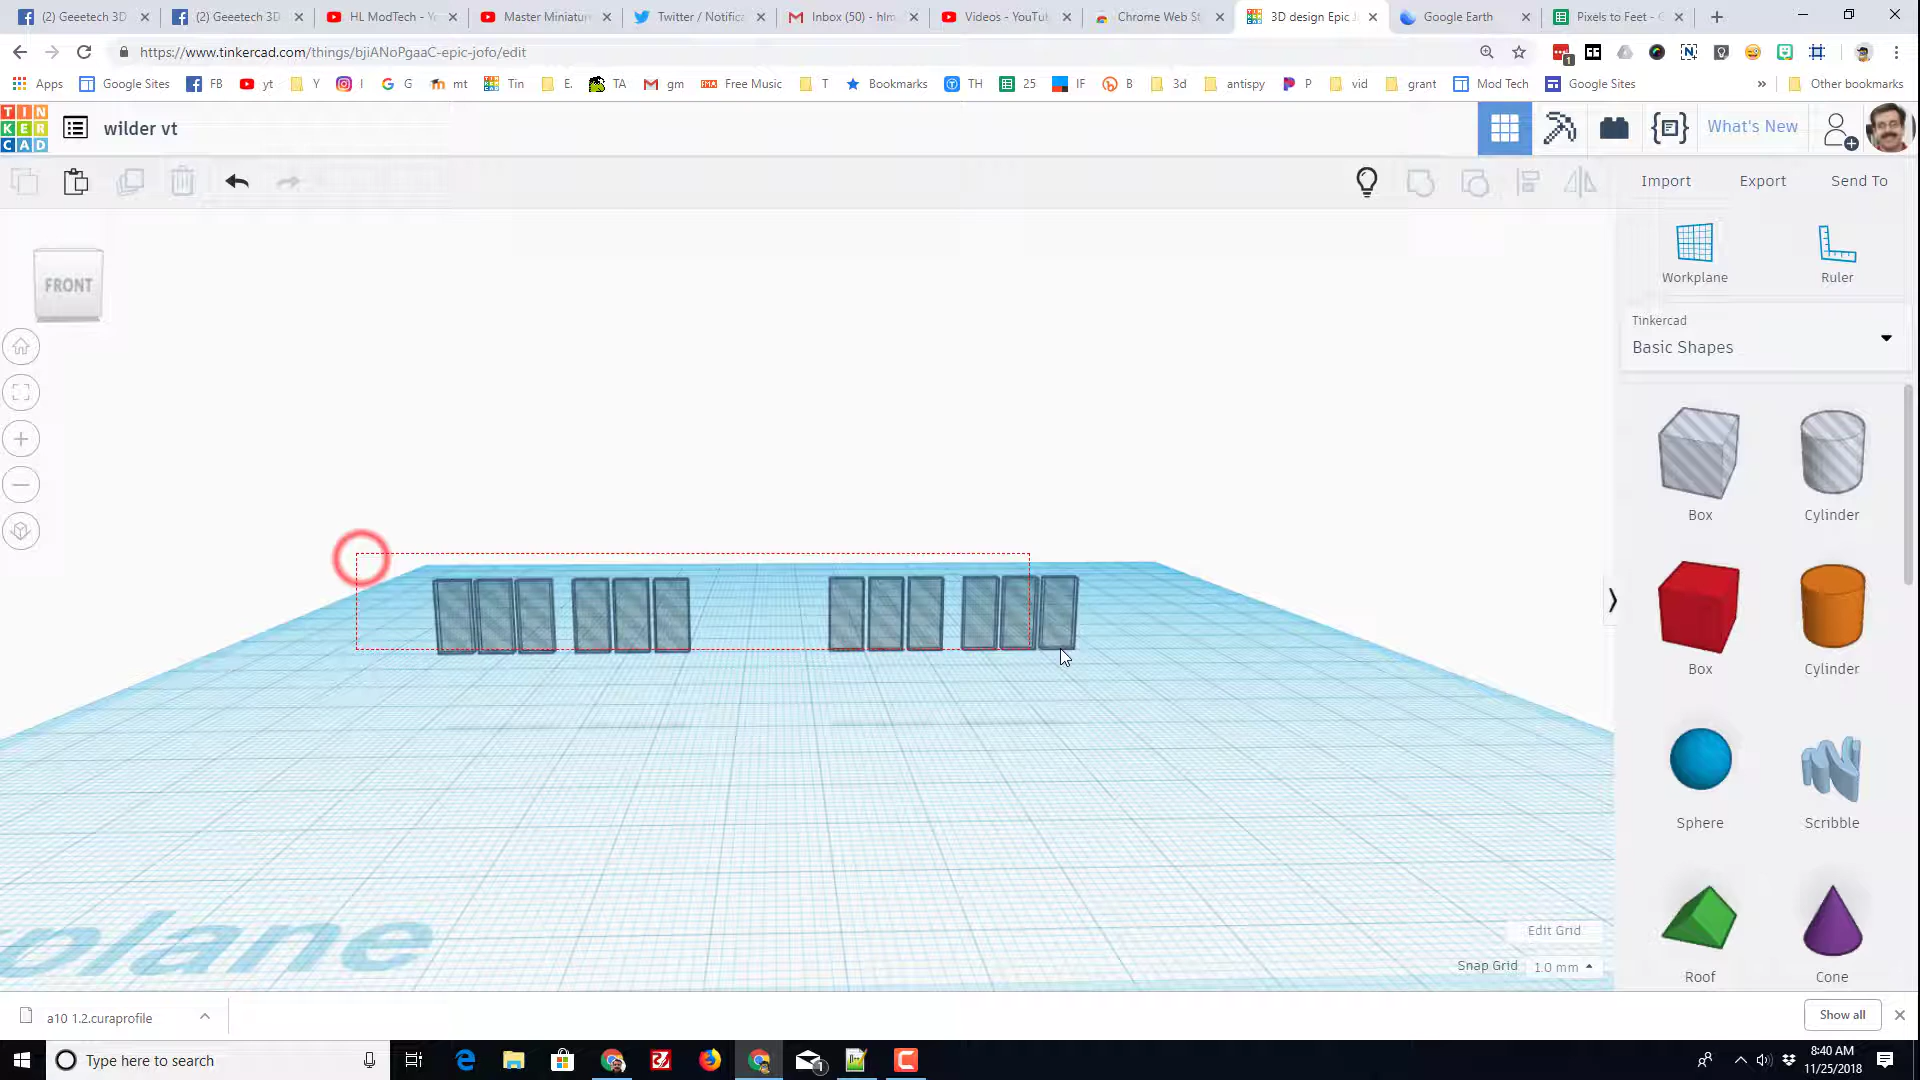 (2) Geeetech 3D
(2) Geeetech 3D
HL ModTech - Yo
Master Miniatur
Twitter / Notifica
Inbox (50) - hlm
Videos - YouTub
Chrome Web St
3D design Epic J
Google Earth
Pixels to Feet - G
https://www.tinkercad.com/things/bjiANoPgaaC-epic-jofo/edit
1
Apps Google Sites FB yt Y I G mt Tin E. TA gm Free Music T Bookmarks TH 25 IF B 3d antispy P vid grant Mod Tech Google Sites » Other bookmarks
TIN
KER
CAD
wilder vt
What's New
Import Export Send To
FRONT
Workplane Ruler
Tinkercad
Basic Shapes
Box Cylinder
Box Cylinder
Sphere Scribble
Roof Cone
plane
Edit Grid
Snap Grid 1.0 mm
a10 1.2.curaprofile
Show all
Type here to search
1
8:40 AM
11/25/2018